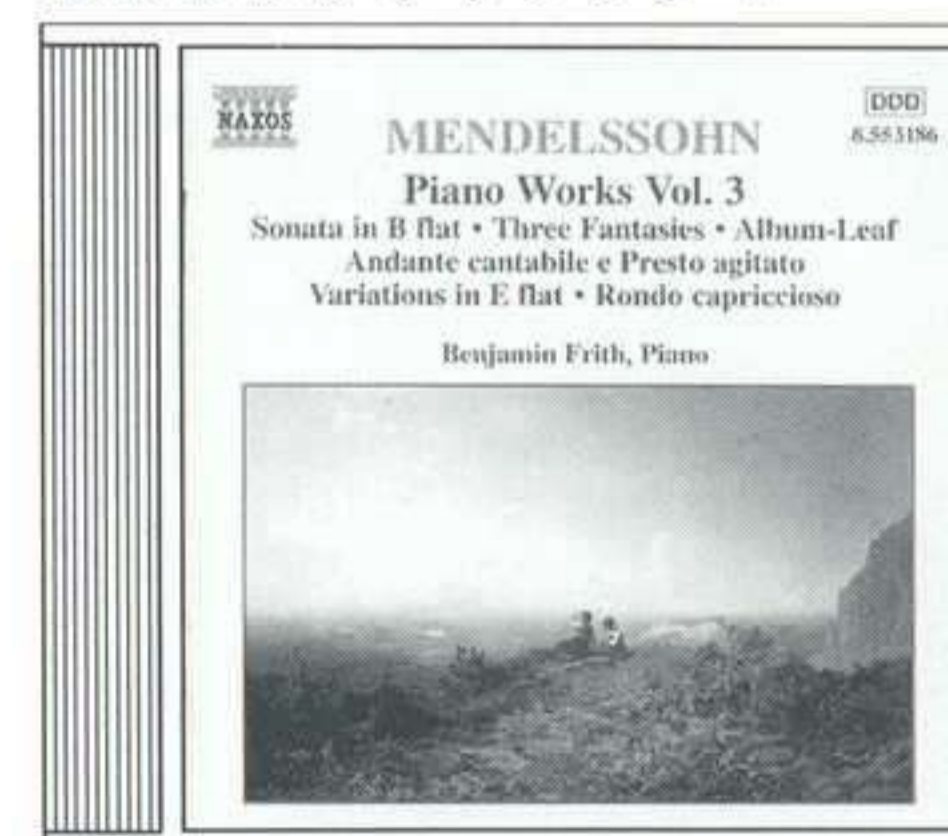 NAXOS
DDD
8.553186
MENDELSSOHN
Piano Works Vol. 3
Sonata in B flat • Three Fantasies • Album-Leaf
Andante cantabile e Presto agitato
Variations in E flat • Rondo capriccioso
Benjamin Frith, Piano